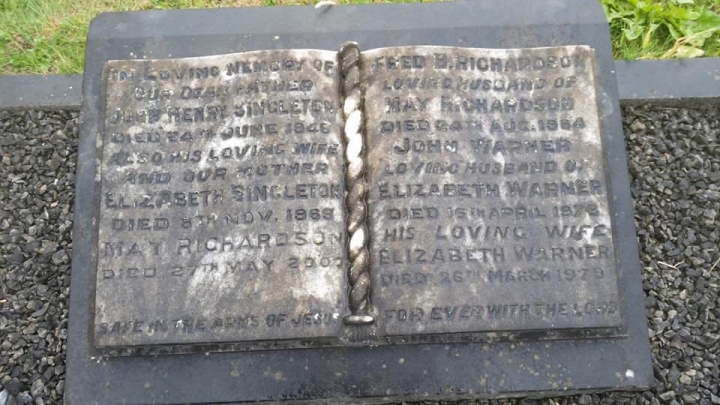 IN LOVING MEMORY OF
OUR DEAR FATHER
JOHN HENRY SINGLETON
DIED 24TH JUNE 1946
ALSO HIS LOVING WIFE
AND OUR MOTHER
ELIZABETH SINGLETON
DIED 8TH NOV. 1969
MAY RICHARDSON
DIED 27TH MAY
SAFE IN THE ARMS OF JESUS
FRED B. RICHARDSON
LOVING HUSBAND OF
MAY RICHARDSON
DIED 24TH AUG. 1964
JOHN WARNER
LOVING HUSBAND OF
ELIZABETH WARNER
DIED 16TH APRIL
HIS LOVING WIFE
ELIZABETH WARNER
DIED 26TH MARCH 1979
FOR EVER WITH THE LORD